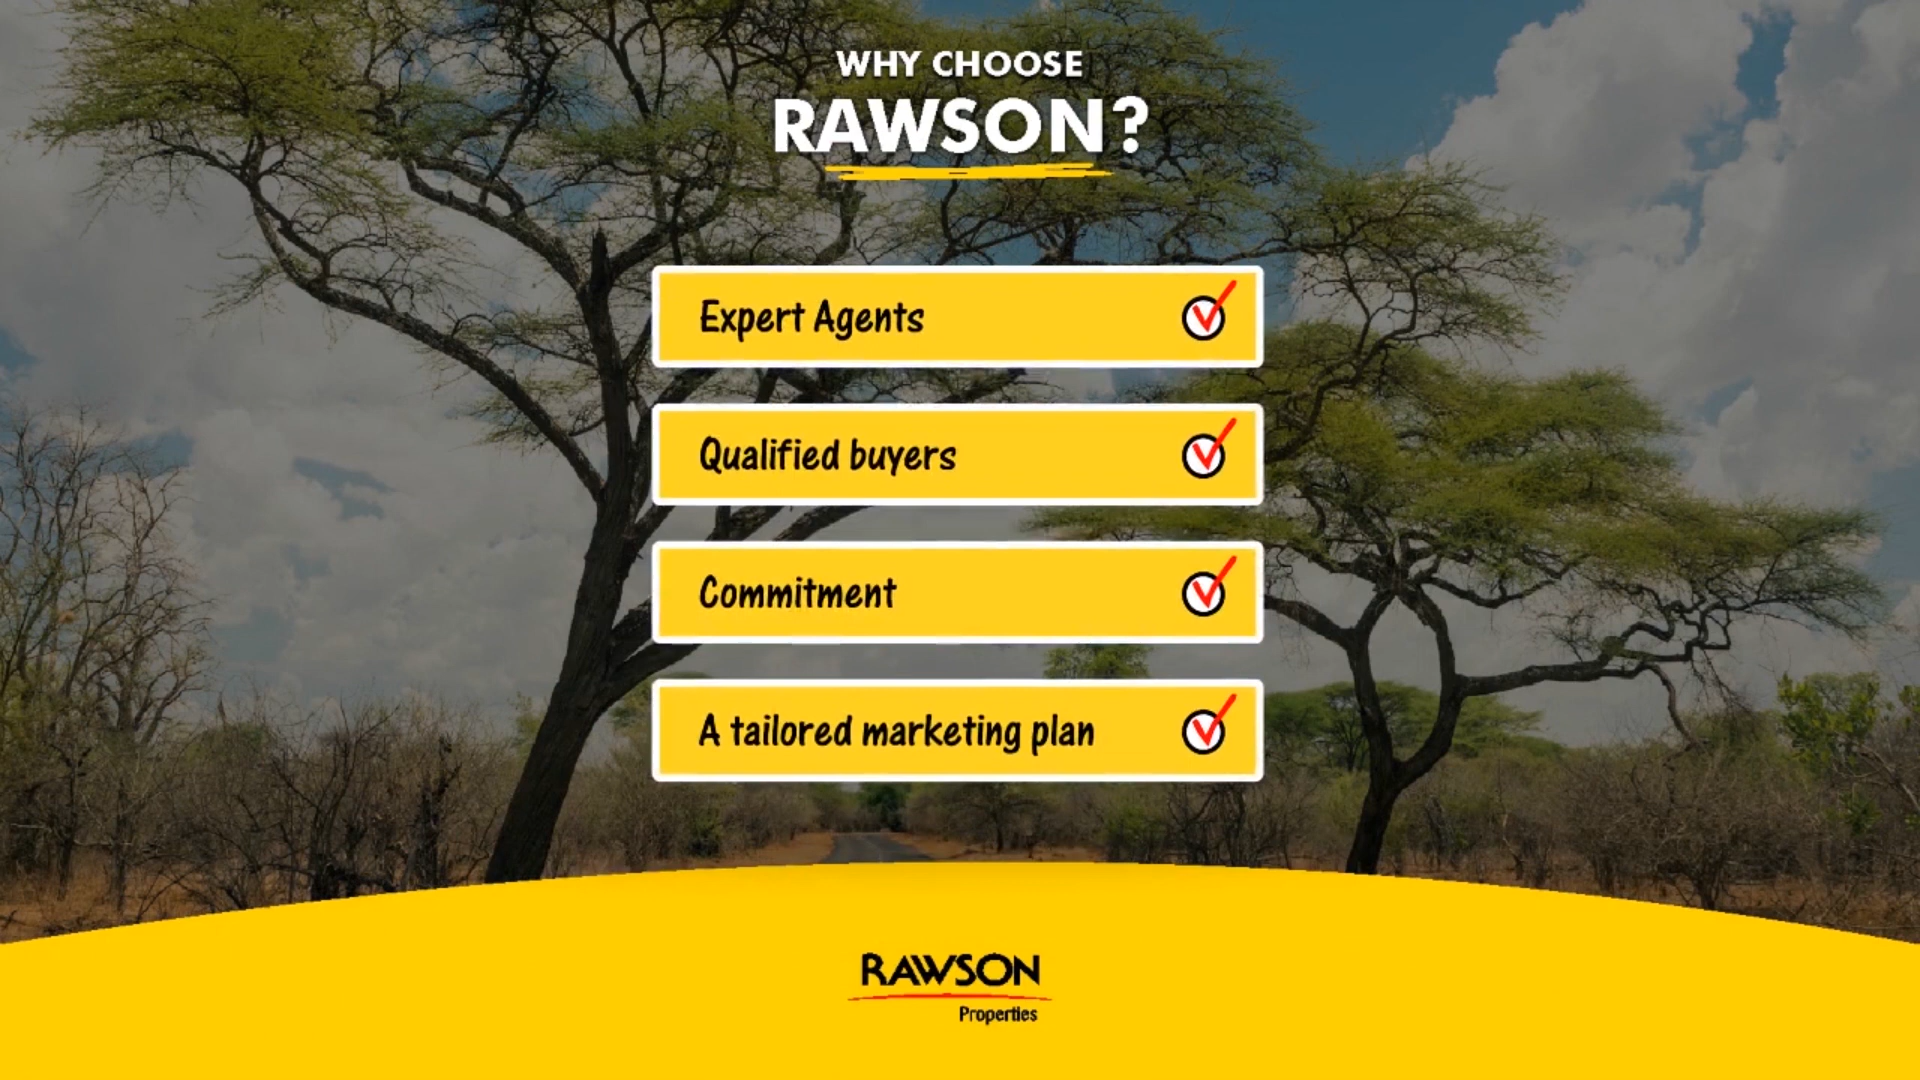 WHY CHOOSE
RAWSON?
Expert Agents
Qualified buyers
Commitment
A tailored marketing plan
RAWSON
Properties